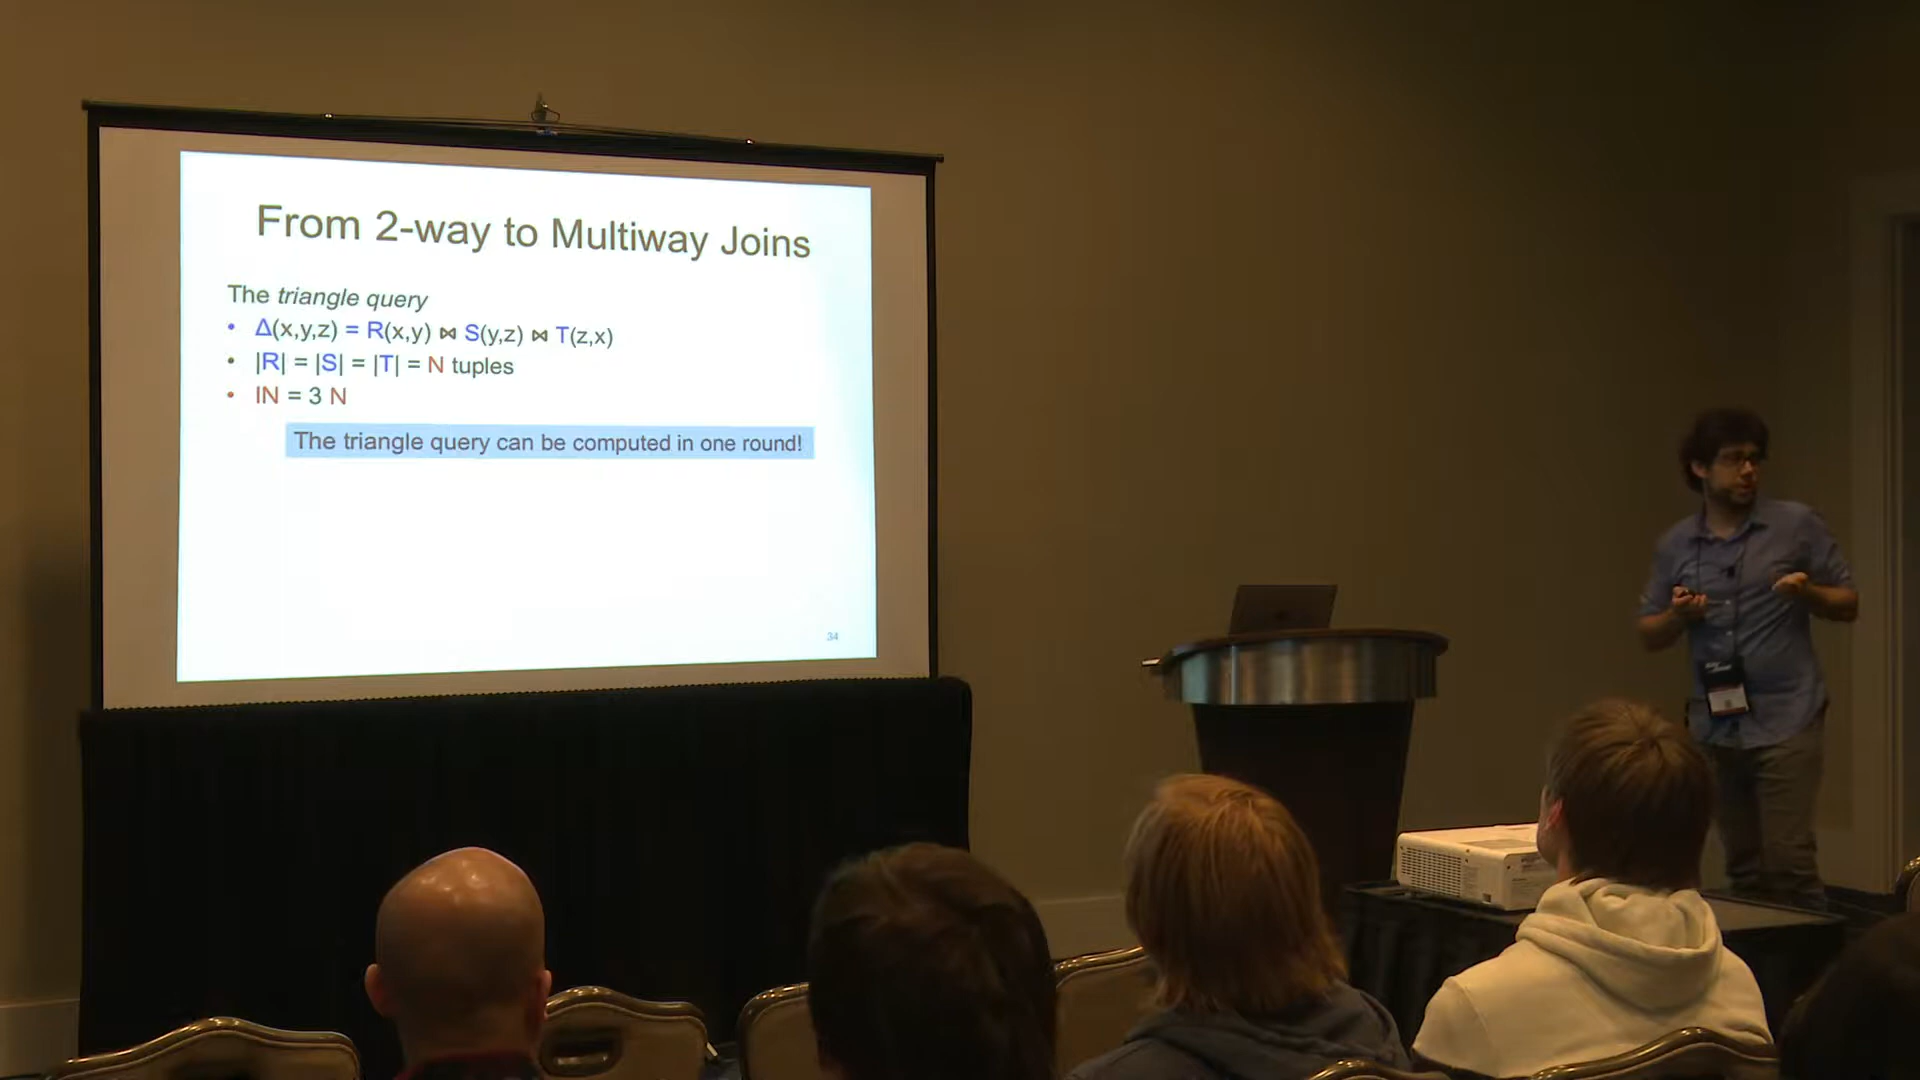 From 2-way to Multiway Joins
The triangle query
• Δ(x,y,z) = R(x,y) ⋈ S(y,z) ⋈ T(z,x)
• |R| = |S| = |T| = N tuples
• IN = 3 N
The triangle query can be computed in one round!
34